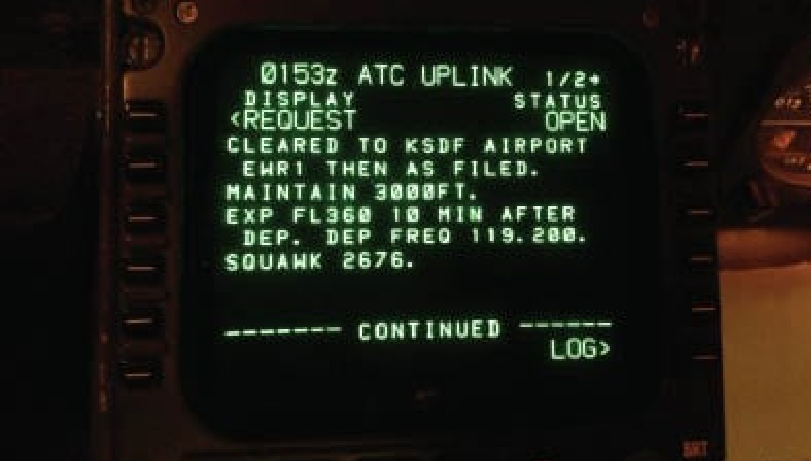 0153z ATC UPLINK 1/2+
DISPLAY STATUS
<REQUEST OPEN
CLEARED TO KSDF AIRPORT
EWR1 THEN AS FILED.
MAINTAIN 3000FT.
EXP FL360 10 MIN AFTER
DEP. DEP FREQ 119.200.
SQUAWK 2676.
------- CONTINUED ------
LOG>
BRT